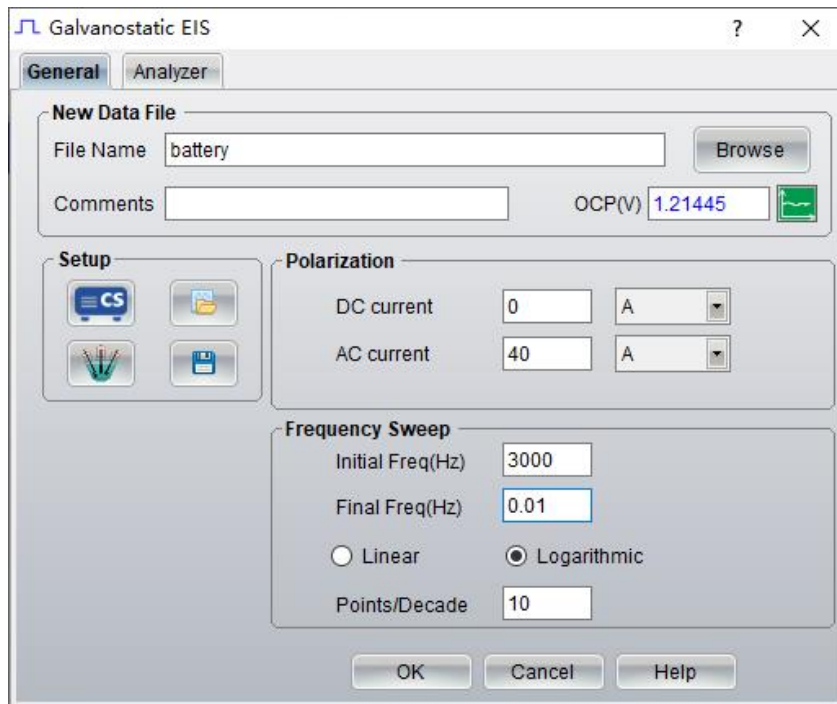 Galvanostatic EIS ?
General Analyzer
New Data File
File Name battery Browse
Comments OCP(V) 1.21445
Setup
CS
Polarization
DC current 0 A
AC current 40 A
Frequency Sweep
Initial Freq(Hz) 3000
Final Freq(Hz) 0.01
Linear Logarithmic
Points/Decade 10
OK Cancel Help